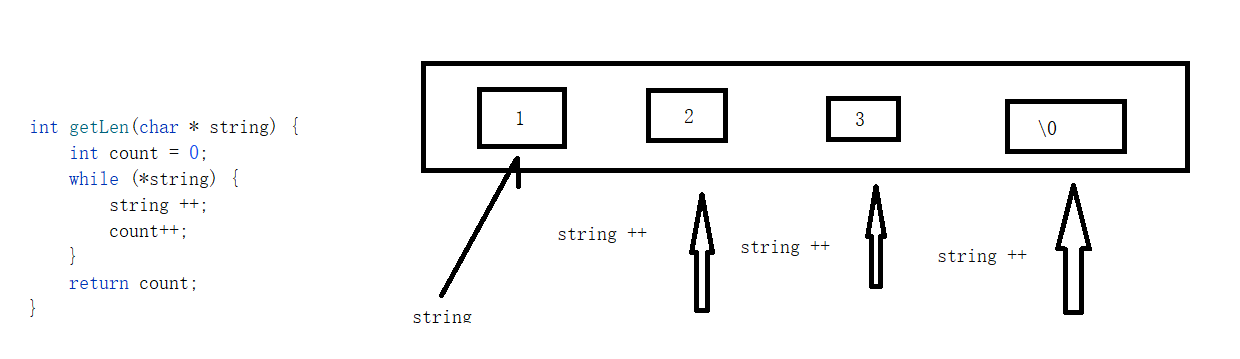 int getLen(char * string) {
    int count = 0;
    while (*string) {
        string ++;
        count++;
    }
    return count;
}
1
2
3
\0
string ++
string ++
string ++
string